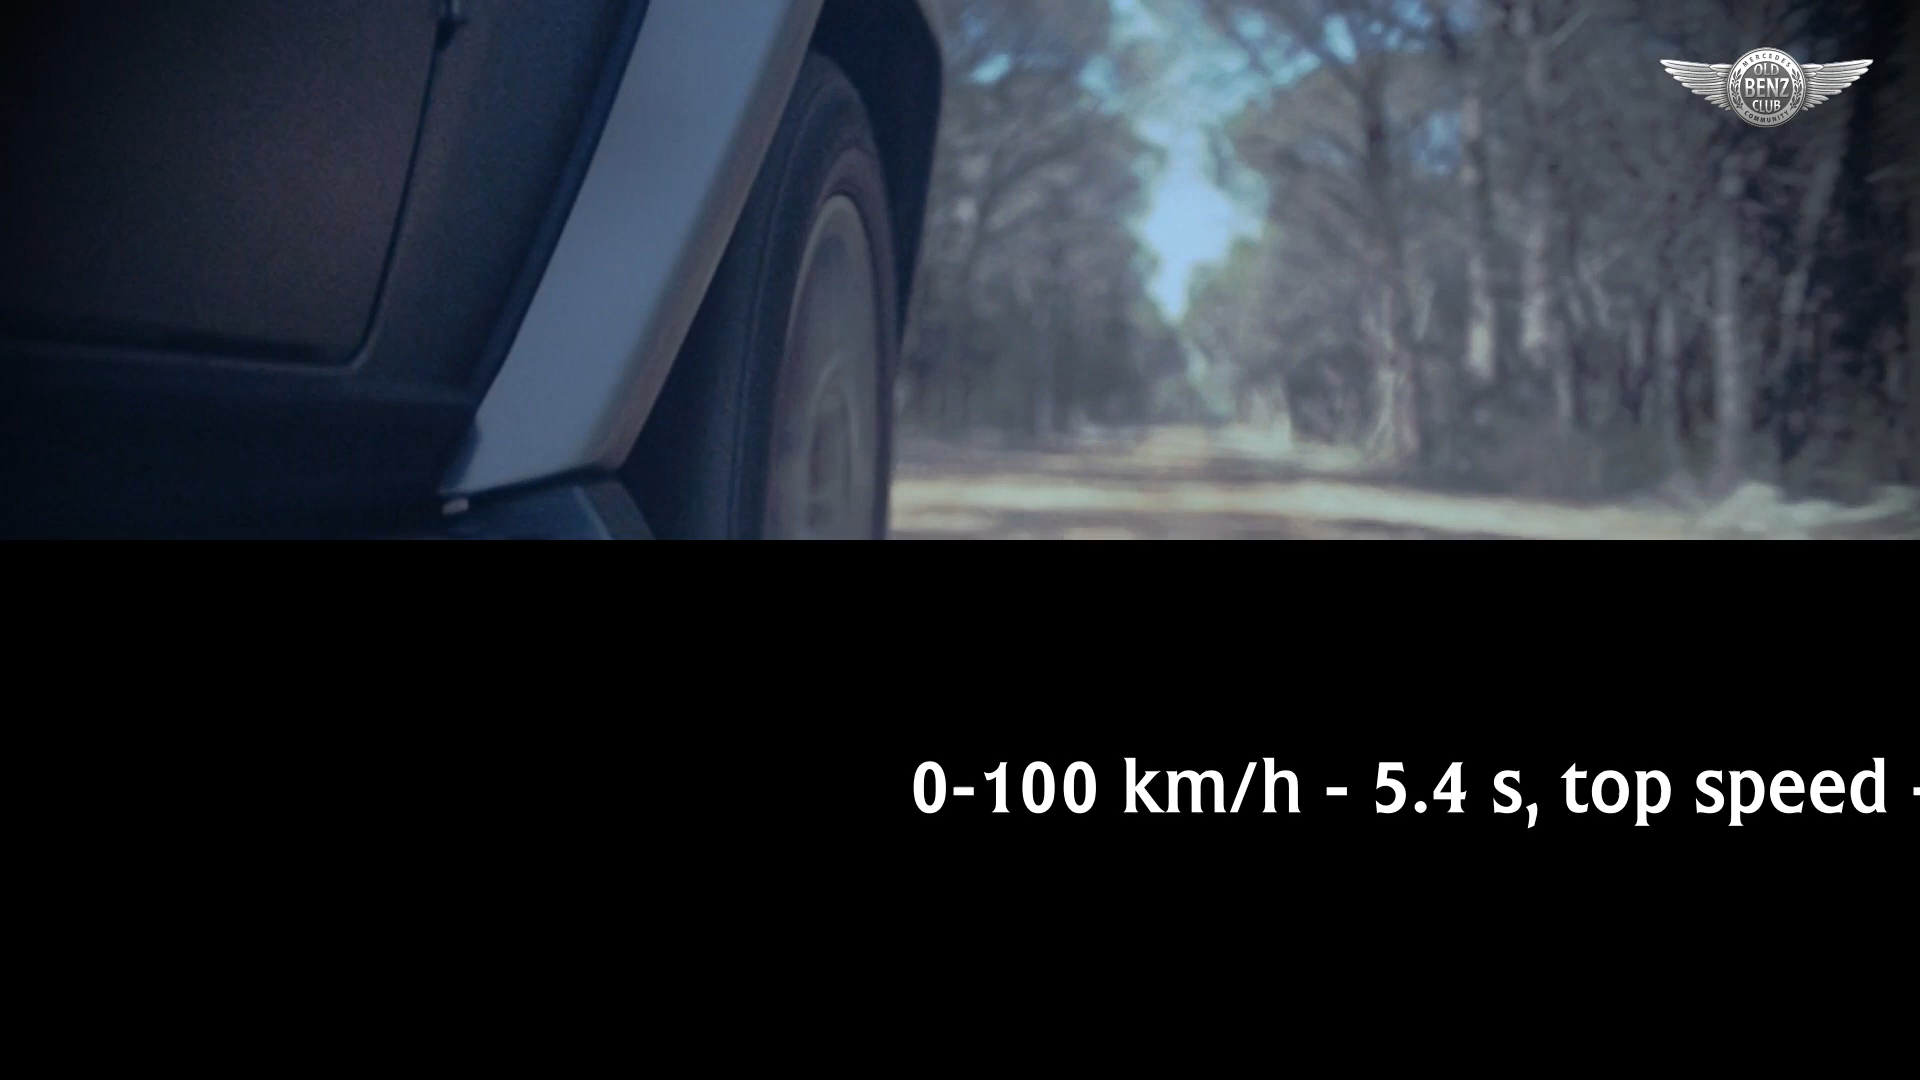 MERCEDES
OLD
BENZ
CLUB
COMMUNITY
0-100 km/h - 5.4 s, top speed -